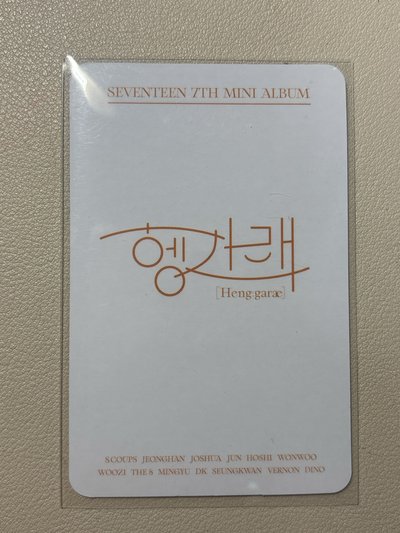 SEVENTEEN 7TH MINI ALBUM
헹가래
[Heng:garæ]
S.COUPS JEONGHAN JOSHUA JUN HOSHI WONWOO
WOOZI THE 8 MINGYU DK SEUNGKWAN VERNON DINO